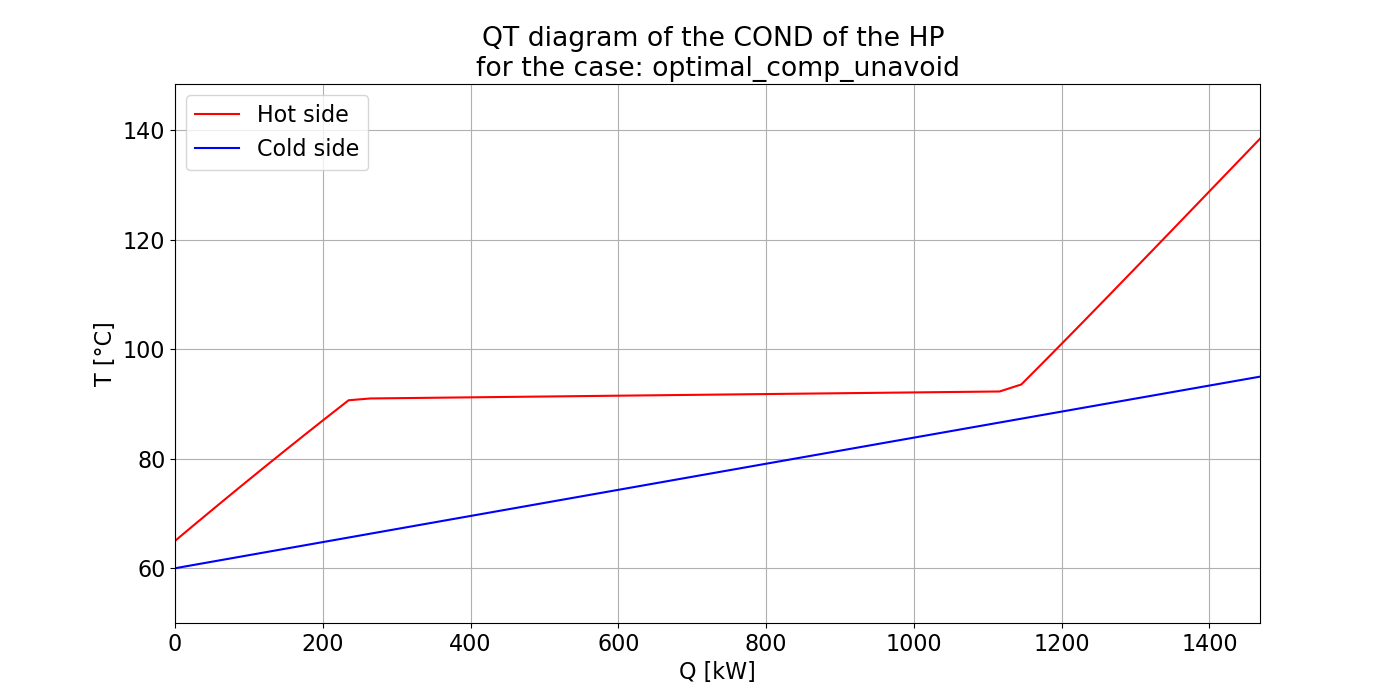 QT diagram of the COND of the HP
for the case: optimal_comp_unavoid
Hot side
Cold side
T [°C]
140
120
100
80
60
0 200 400 600 800 1000 1200 1400
Q [kW]